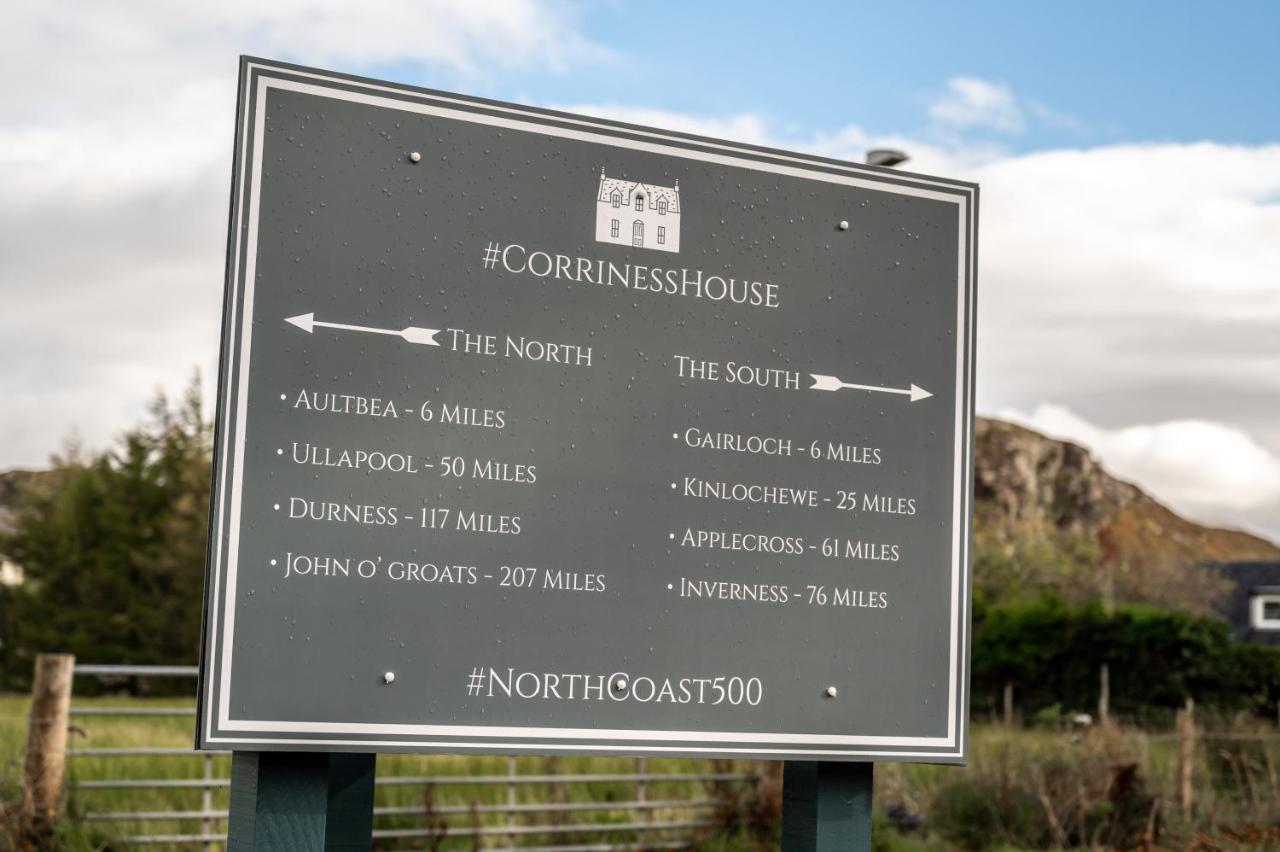 #CorrinessHouse
The North
• Aultbea - 6 Miles
• Ullapool - 50 Miles
• Durness - 117 Miles
• John o' groats - 207 Miles
The South
• Gairloch - 6 Miles
• Kinlochewe - 25 Miles
• Applecross - 61 Miles
• Inverness - 76 Miles
#NorthCoast500